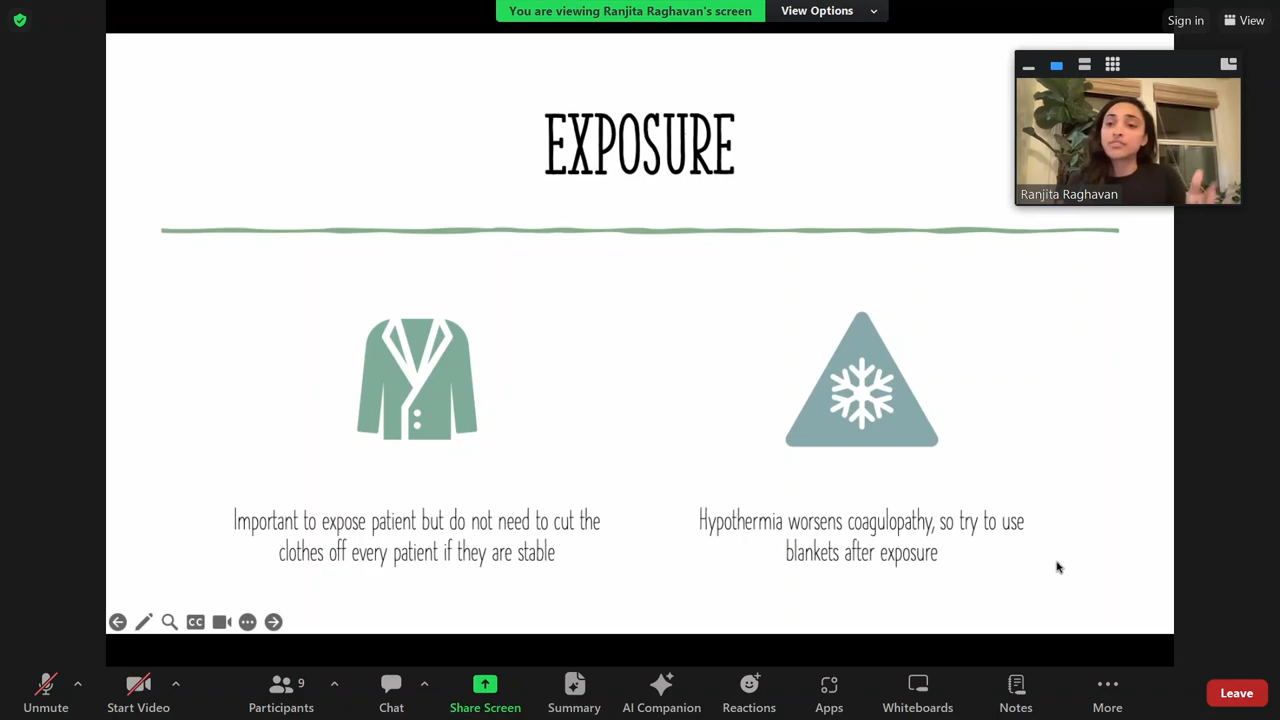 You are viewing Ranjita Raghavan's screen
View Options
Sign in
View
EXPOSURE
Ranjita Raghavan
Important to expose patient but do not need to cut the
clothes off every patient if they are stable
Hypothermia worsens coagulopathy, so try to use
blankets after exposure
CC
9
Unmute
Start Video
Participants
Chat
Share Screen
Summary
AI Companion
Reactions
Apps
Whiteboards
Notes
More
Leave